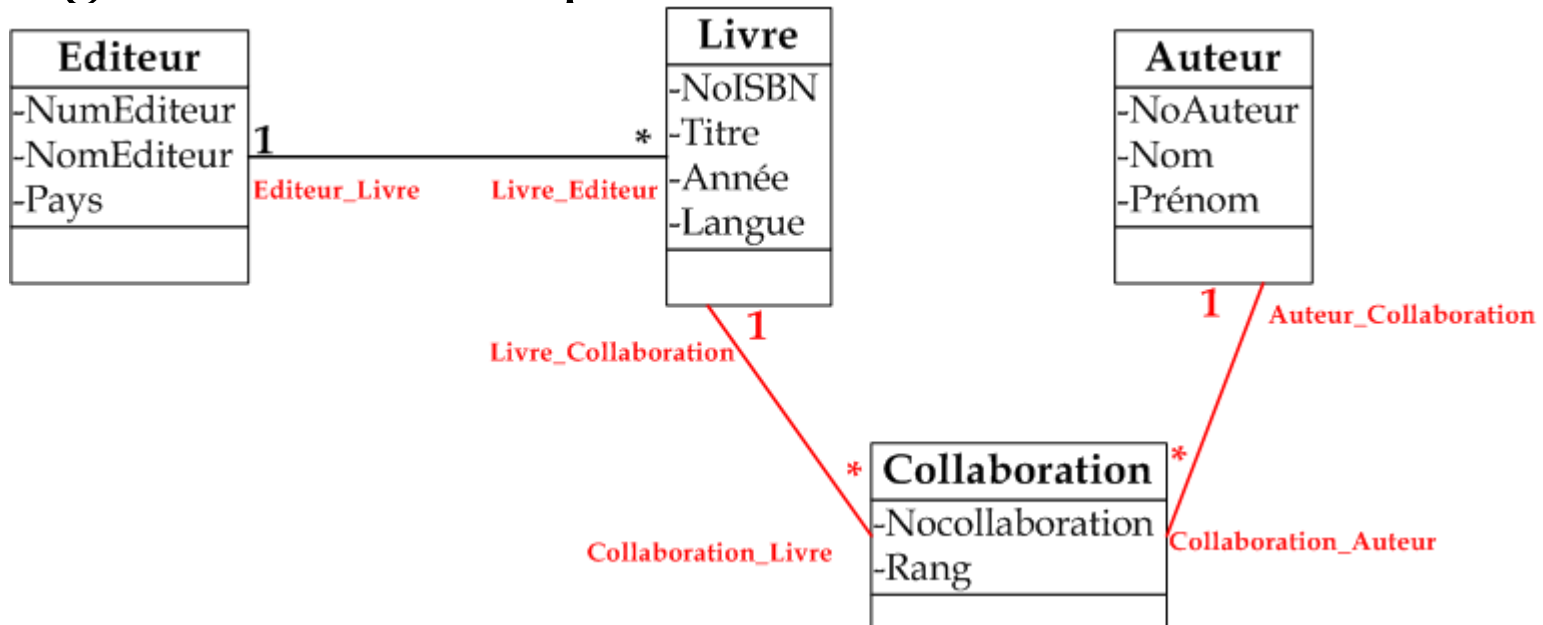 Editeur
-NumEditeur
-NomEditeur
-Pays
1
*
Editeur_Livre
Livre_Editeur
Livre
-NoISBN
-Titre
-Année
-Langue
Auteur
-NoAuteur
-Nom
-Prénom
1
Livre_Collaboration
1
Auteur_Collaboration
*
*
Collaboration
-Nocollaboration
-Rang
Collaboration_Livre
Collaboration_Auteur